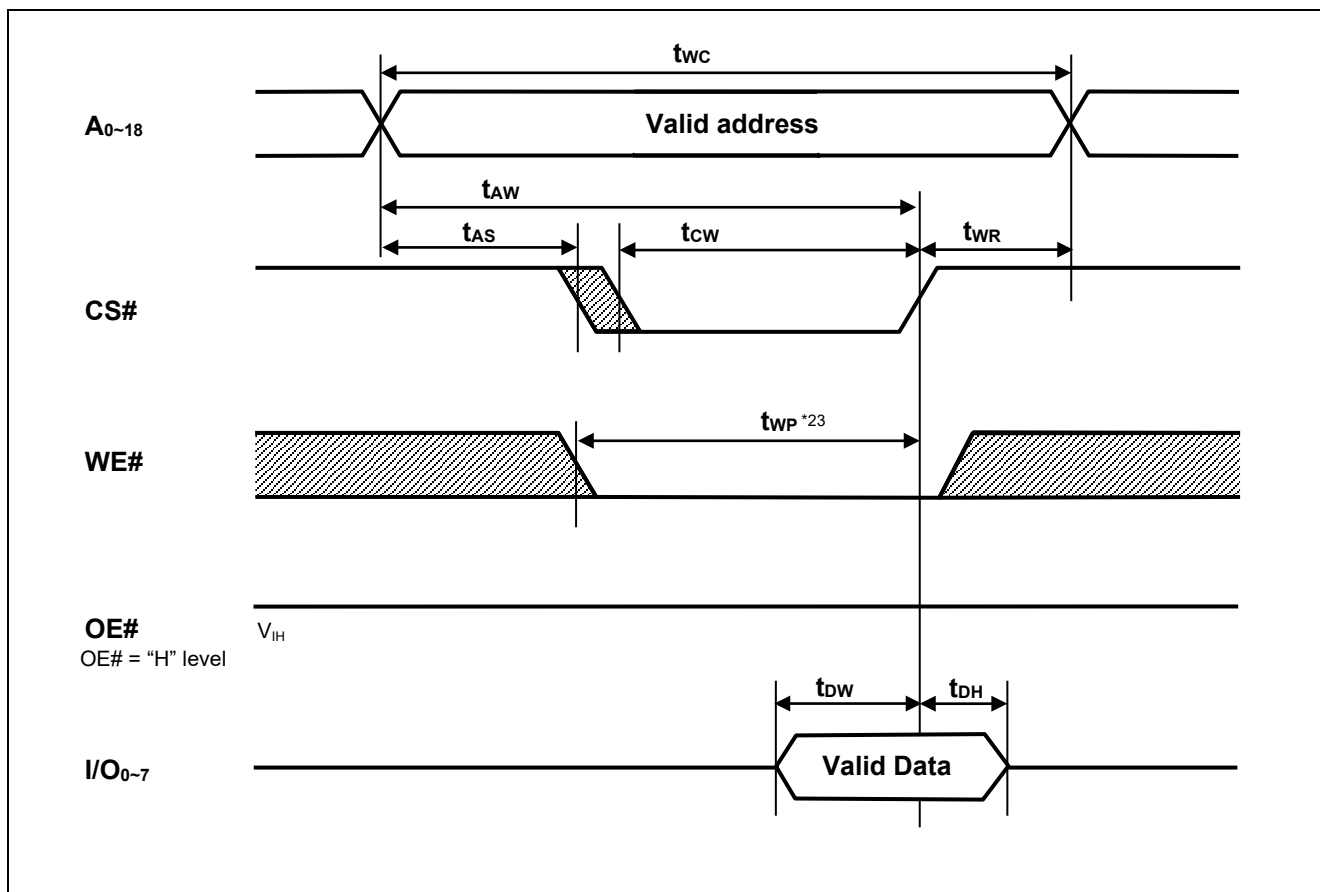 tWC
A0~18
Valid address
tAW
tAS
tCW
tWR
CS#
tWP *23
WE#
OE#
VIH
OE# = “H” level
tDW
tDH
I/O0~7
Valid Data